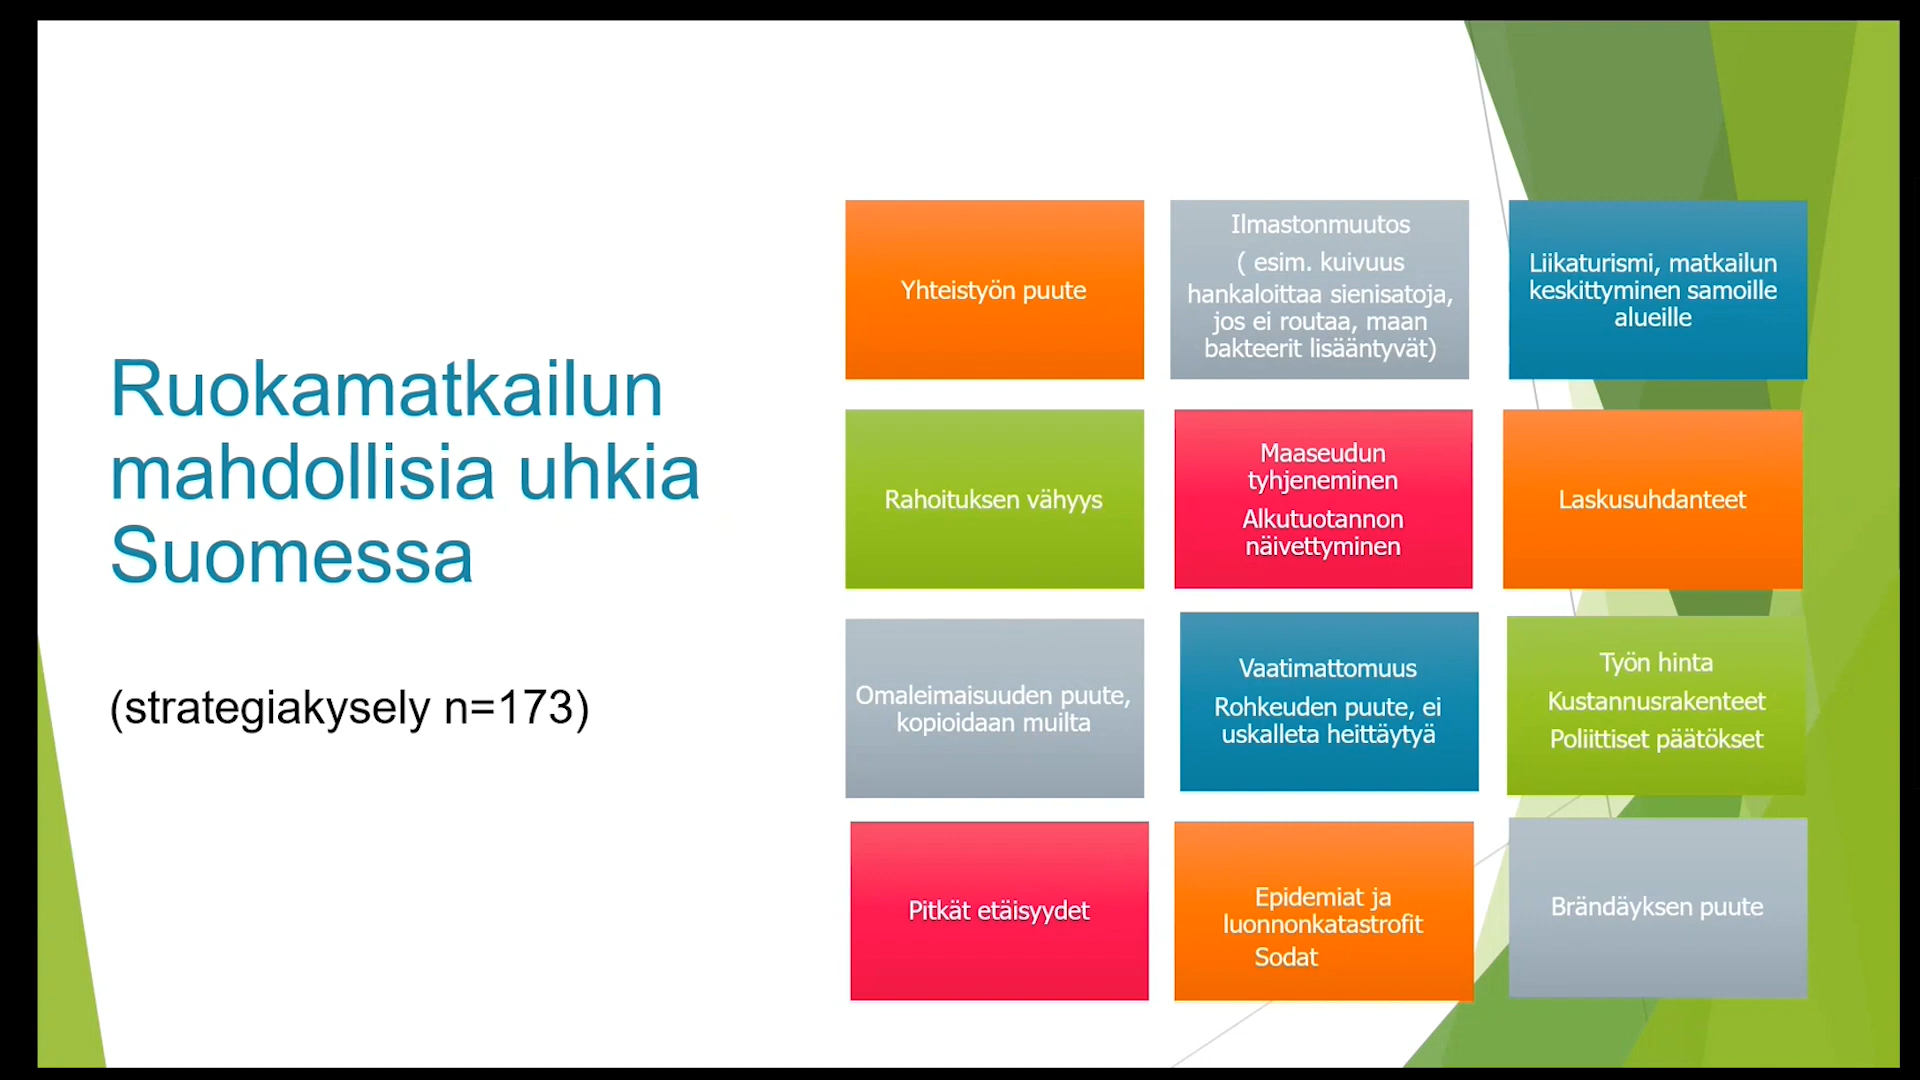 Ruokamatkailun
mahdollisia uhkia
Suomessa
(strategiakysely n=173)
Yhteistyön puute
Ilmastonmuutos
( esim. kuivuus
hankaloittaa sienisatoja,
jos ei routaa, maan
bakteerit lisääntyvät)
Liikaturismi, matkailun
keskittyminen samoille
alueille
Rahoituksen vähyys
Maaseudun
tyhjeneminen
Alkutuotannon
näivettyminen
Laskusuhdanteet
Omaleimaisuuden puute,
kopioidaan muilta
Vaatimattomuus
Rohkeuden puute, ei
uskalleta heittäytyä
Työn hinta
Kustannusrakenteet
Poliittiset päätökset
Pitkät etäisyydet
Epidemiat ja
luonnonkatastrofit
Sodat
Brändäyksen puute